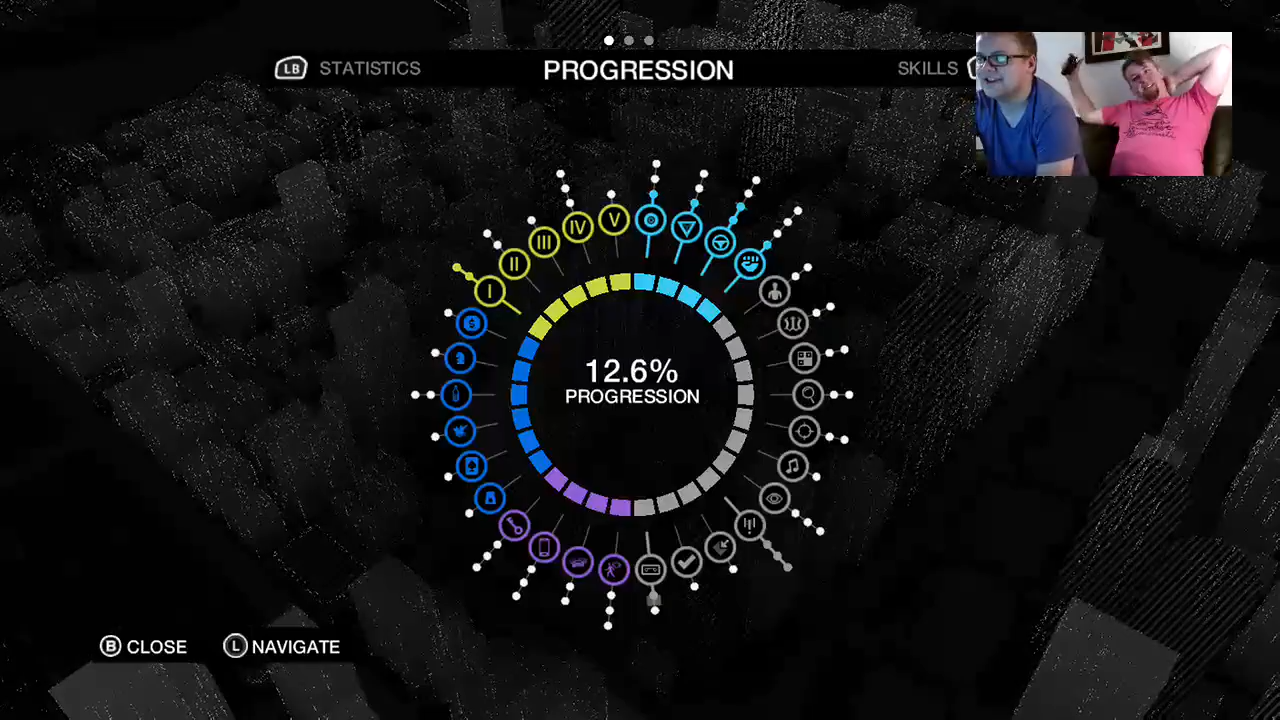 LB STATISTICS PROGRESSION SKILLS
I II III IV V
12.6%
PROGRESSION
B CLOSE L NAVIGATE